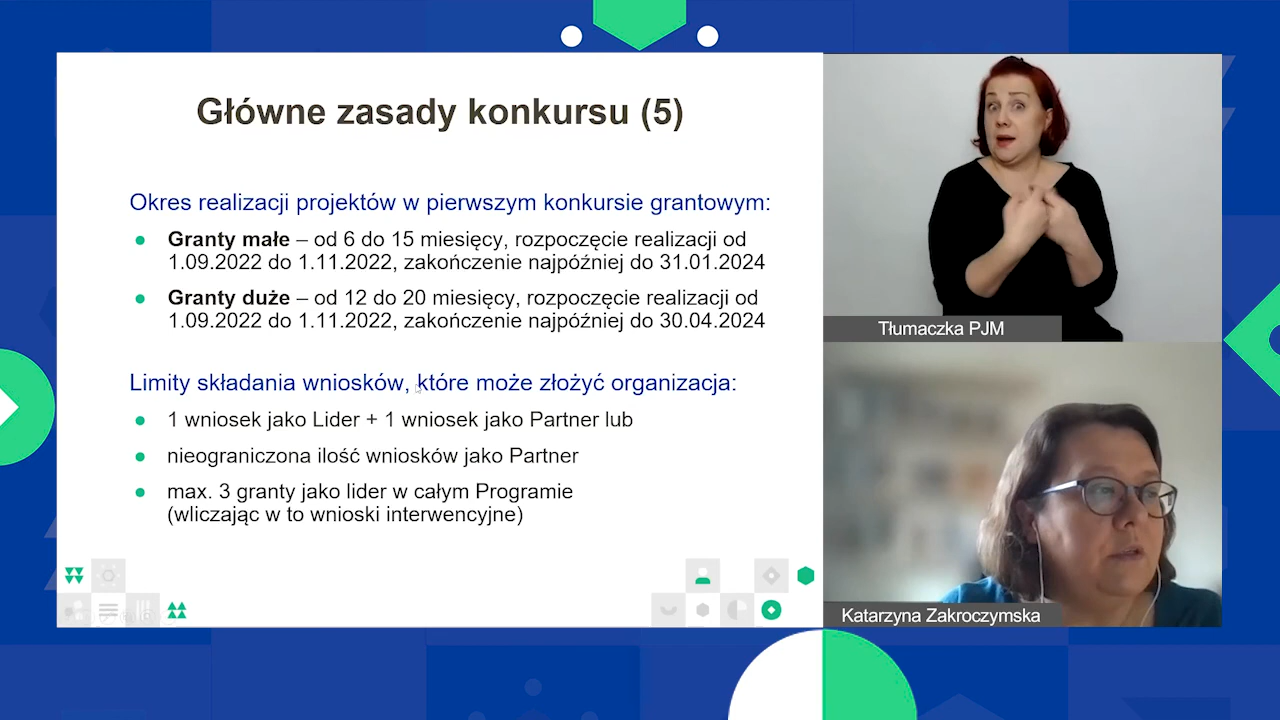 Główne zasady konkursu (5)
Okres realizacji projektów w pierwszym konkursie grantowym:
Granty małe – od 6 do 15 miesięcy, rozpoczęcie realizacji od
1.09.2022 do 1.11.2022, zakończenie najpóźniej do 31.01.2024
Granty duże – od 12 do 20 miesięcy, rozpoczęcie realizacji od
1.09.2022 do 1.11.2022, zakończenie najpóźniej do 30.04.2024
Limity składania wniosków, które może złożyć organizacja:
1 wniosek jako Lider + 1 wniosek jako Partner lub
nieograniczona ilość wniosków jako Partner
max. 3 granty jako lider w całym Programie
(wliczając w to wnioski interwencyjne)
Tłumaczka PJM
Katarzyna Zakroczymska